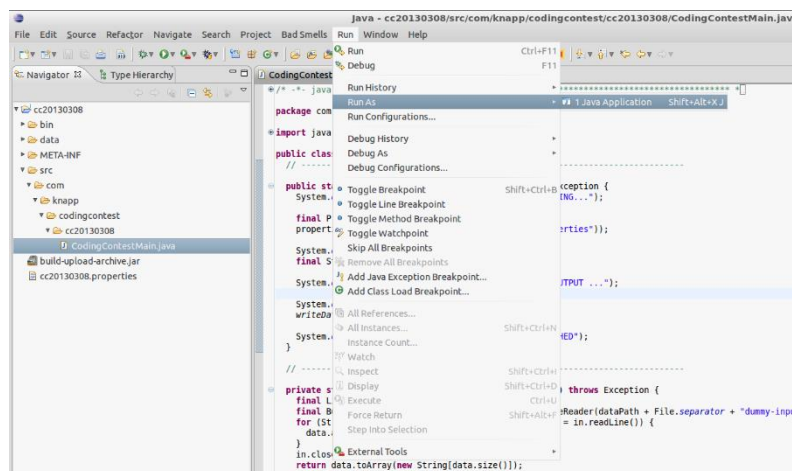 Java - cc20130308/src/com/knapp/codingcontest/cc20130308/CodingContestMain.jav
File Edit Source Refactor Navigate Search Project Bad Smells Run Window Help
Navigator
Type Hierarchy
cc20130308
bin
data
META-INF
src
com
knapp
codingcontest
cc20130308
CodingContestMain.java
build-upload-archive.jar
cc20130308.properties
Run Ctrl+F11
Debug F11
Run History
Run As
1 Java Application Shift+Alt+X J
Run Configurations...
Debug History
Debug As
Debug Configurations...
Toggle Breakpoint Shift+Ctrl+B
Toggle Line Breakpoint
Toggle Method Breakpoint
Toggle Watchpoint
Skip All Breakpoints
Remove All Breakpoints
Add Java Exception Breakpoint...
Add Class Load Breakpoint...
All References...
All Instances... Shift+Ctrl+N
Instance Count...
Watch
Inspect Shift+Ctrl+I
Display Shift+Ctrl+D
Execute Ctrl+U
Force Return Shift+Alt+F
Step Into Selection
External Tools
CodingContest
/* -*- java
package com
import java
public clas
// -----
public st xception {
System. ING...");
final P
propert erties"));
System.
final S
System. UTPUT ...");
System.
writeDa
System. HED");
}
// -----
private s ) throws Exception {
final L
final B eReader(dataPath + File.separator + "dummy-inpu
for (St = in.readLine()) {
data.
}
in.clos
return data.toArray(new String[data.size()]);